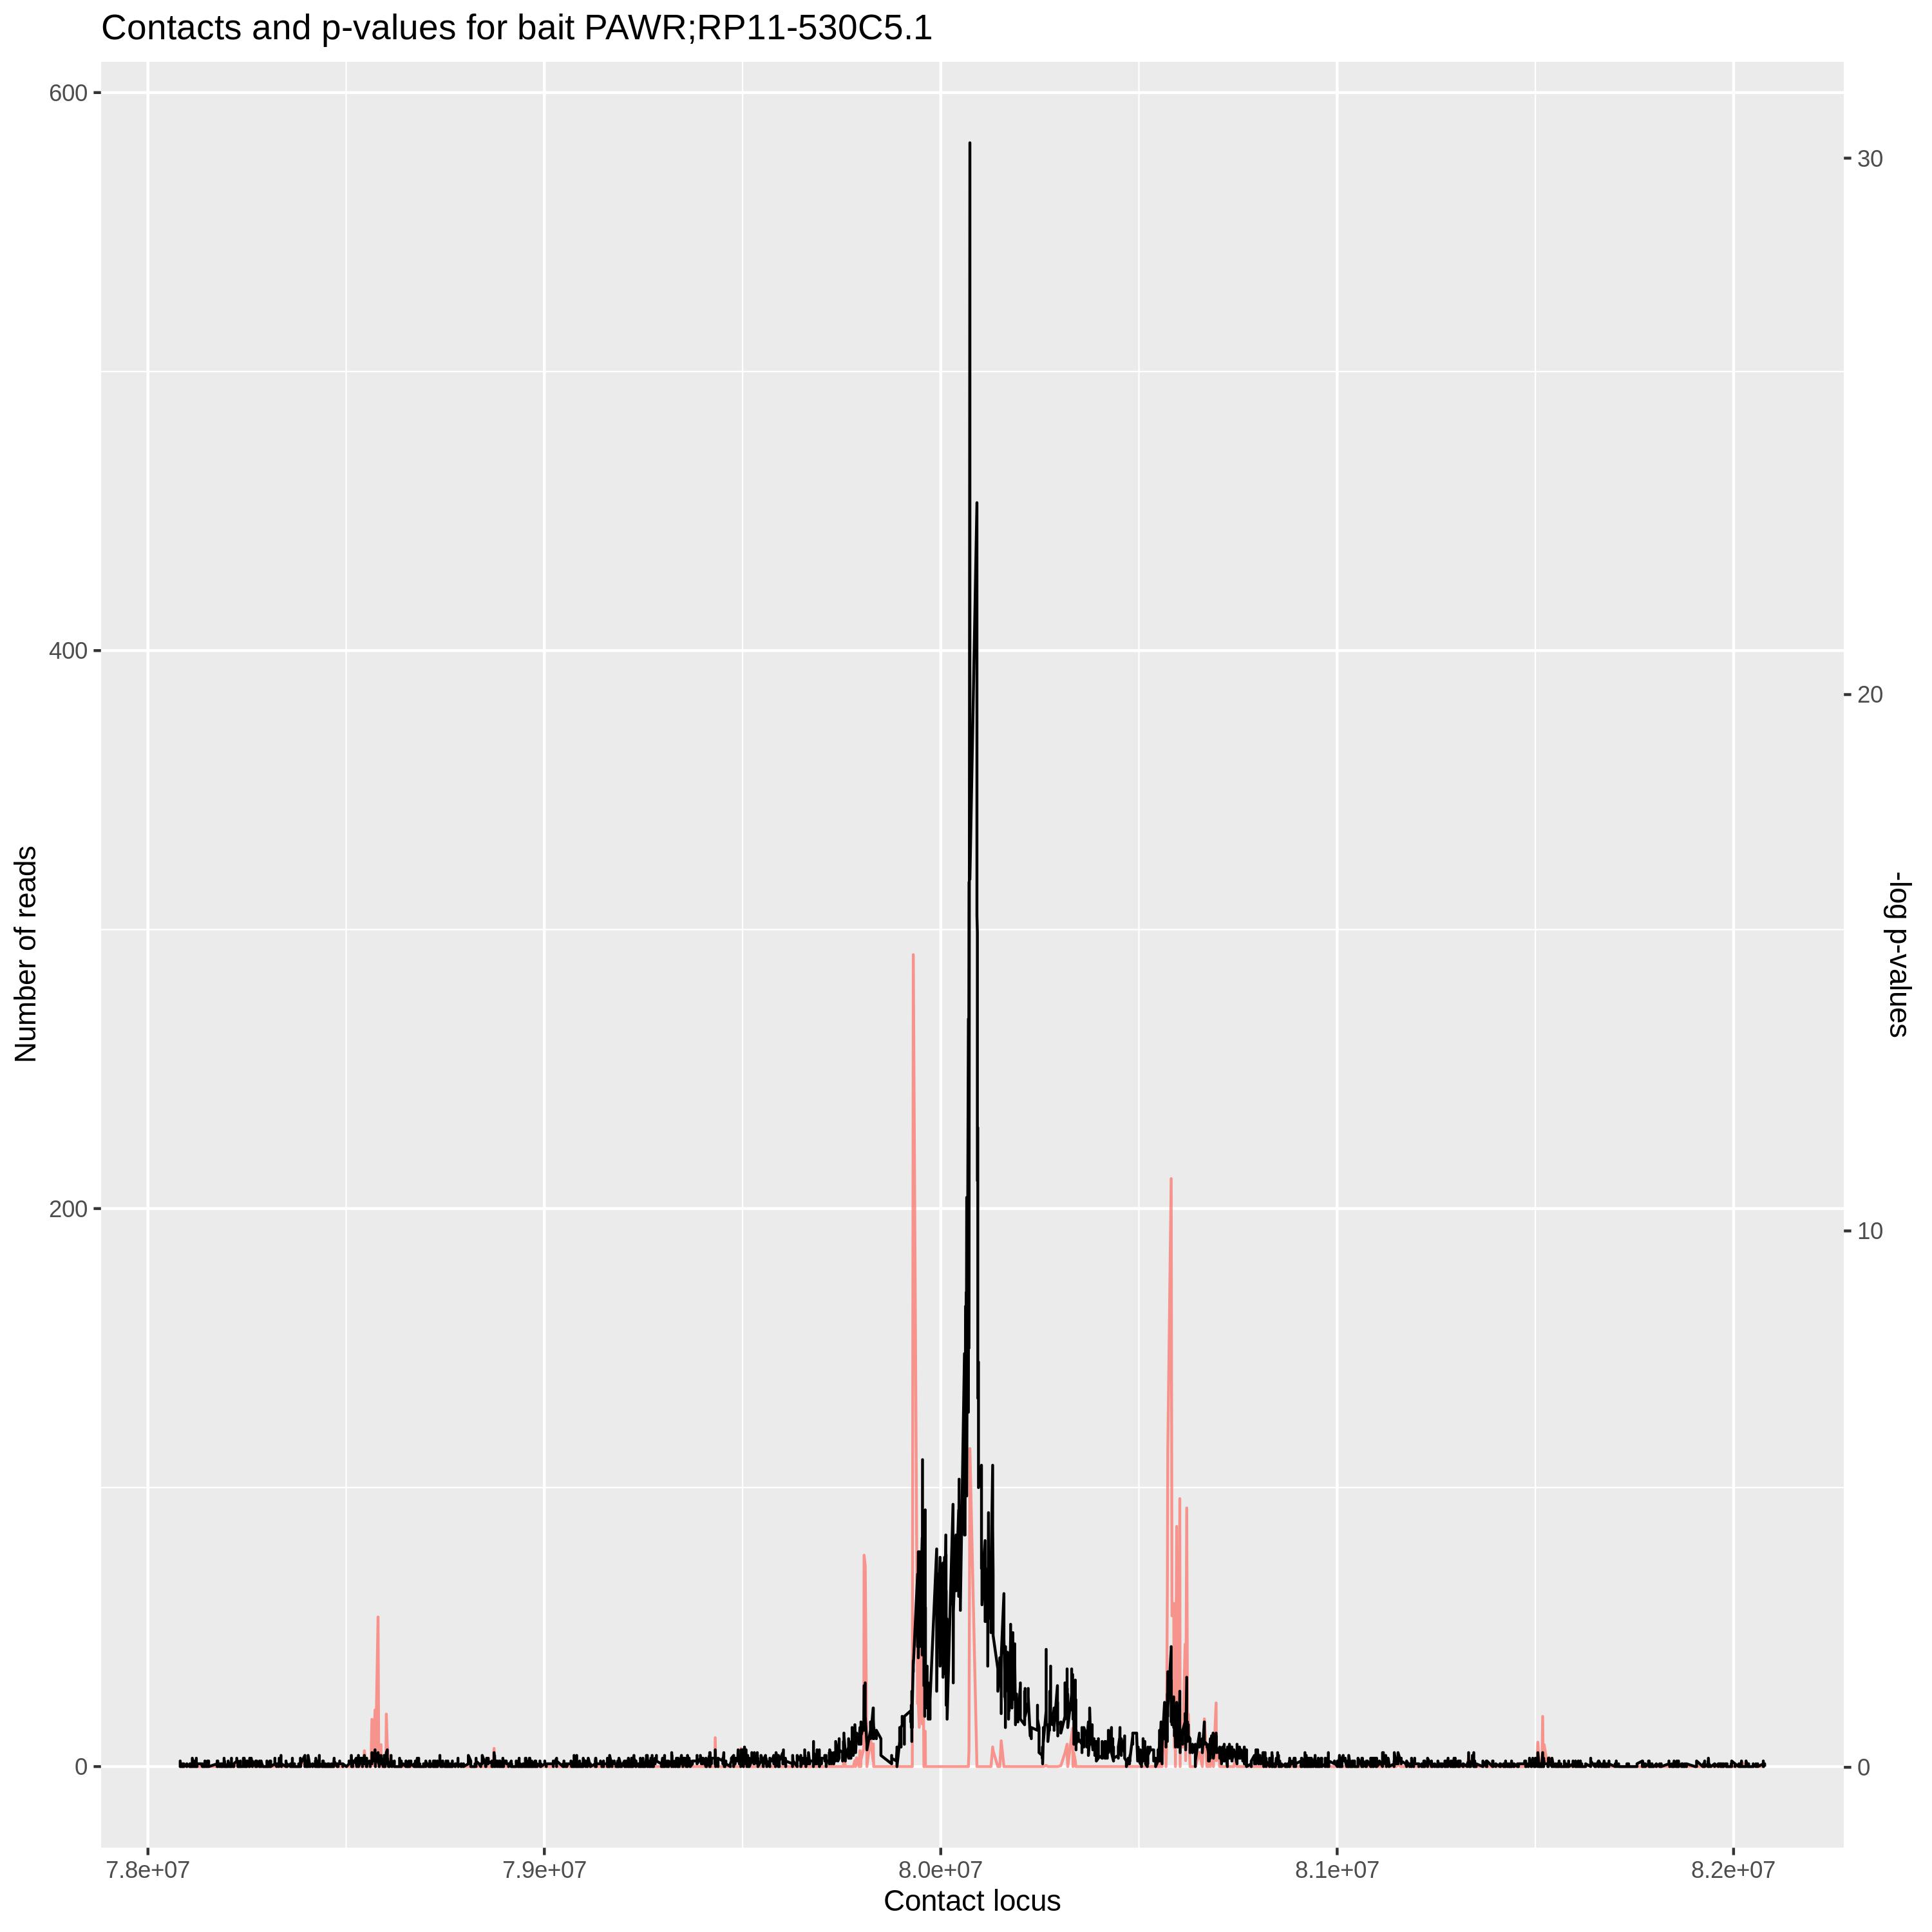 Contacts and p-values for bait PAWR;RP11-530C5.1
600
400
200
0
Number of reads
30
20
10
0
-log p-values
7.8e+07 7.9e+07 8.0e+07 8.1e+07 8.2e+07
Contact locus